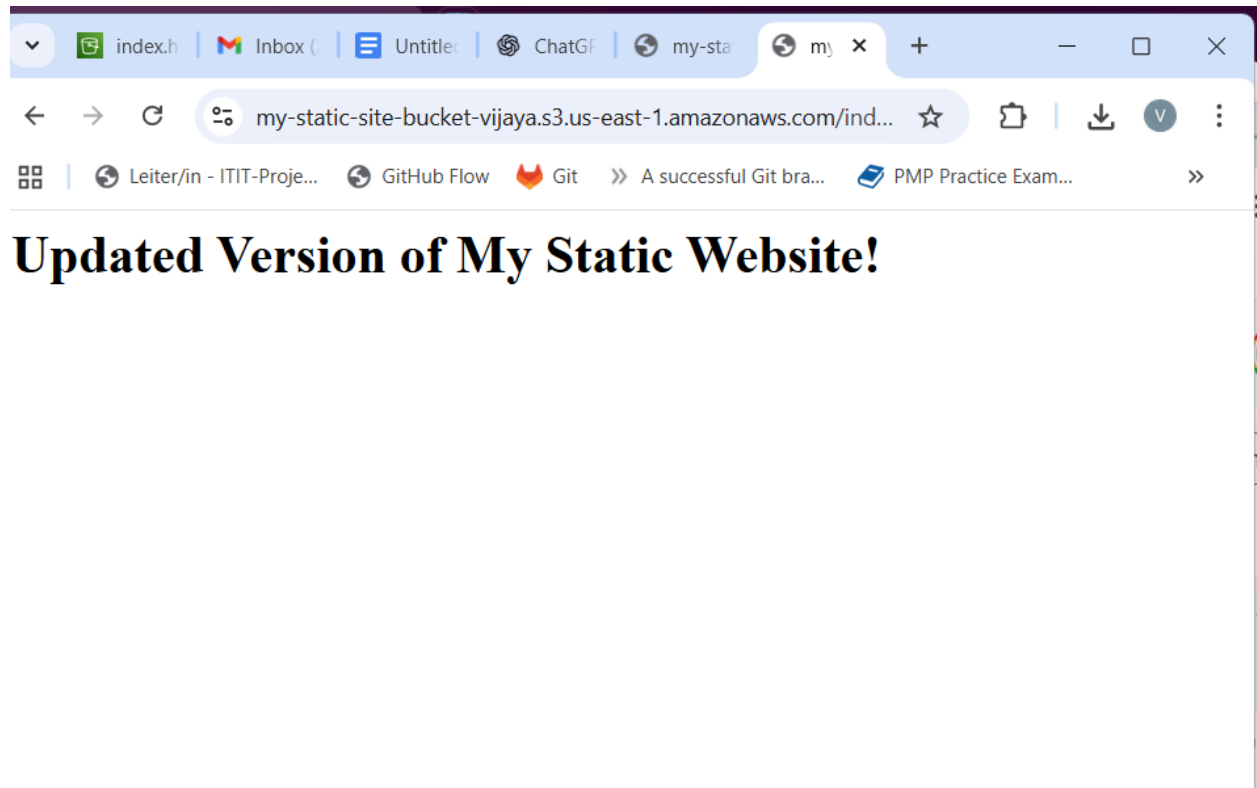 index.h Inbox ( Untitle ChatG my-sta my
my-static-site-bucket-vijaya.s3.us-east-1.amazonaws.com/ind... V
Leiter/in - ITIT-Proje... GitHub Flow Git A successful Git bra... PMP Practice Exam...
Updated Version of My Static Website!